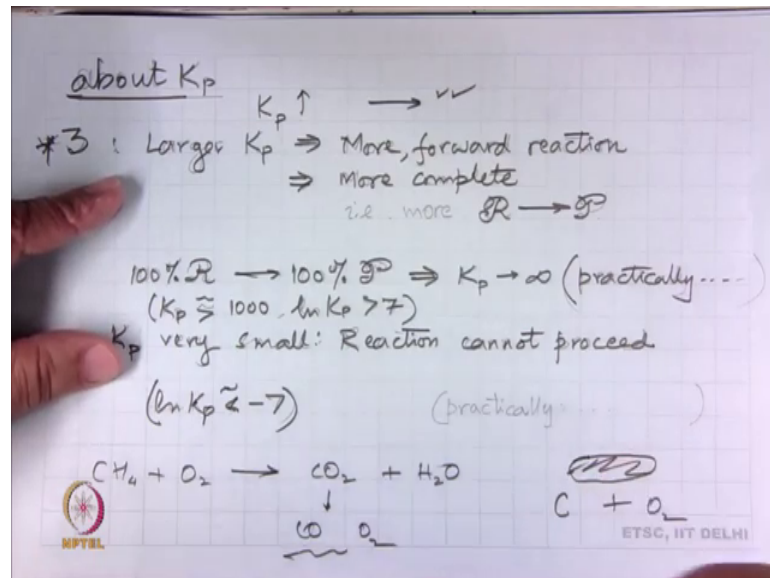 about Kp
Kp ↑ → ✓✓
*3 : Larger Kp ⇒ More, forward reaction
⇒ More complete
i.e. more R → P
100% R → 100% P ⇒ Kp → ∞ (practically....
(Kp ≳ 1000, ln Kp > 7)
Kp very small: Reaction cannot proceed
(ln Kp ≲ -7) (practically.... )
CH₄ + O₂ → CO₂ + H₂O
↓
CO O₂
C + O₂
NPTEL
ETSC, IIT DELHI